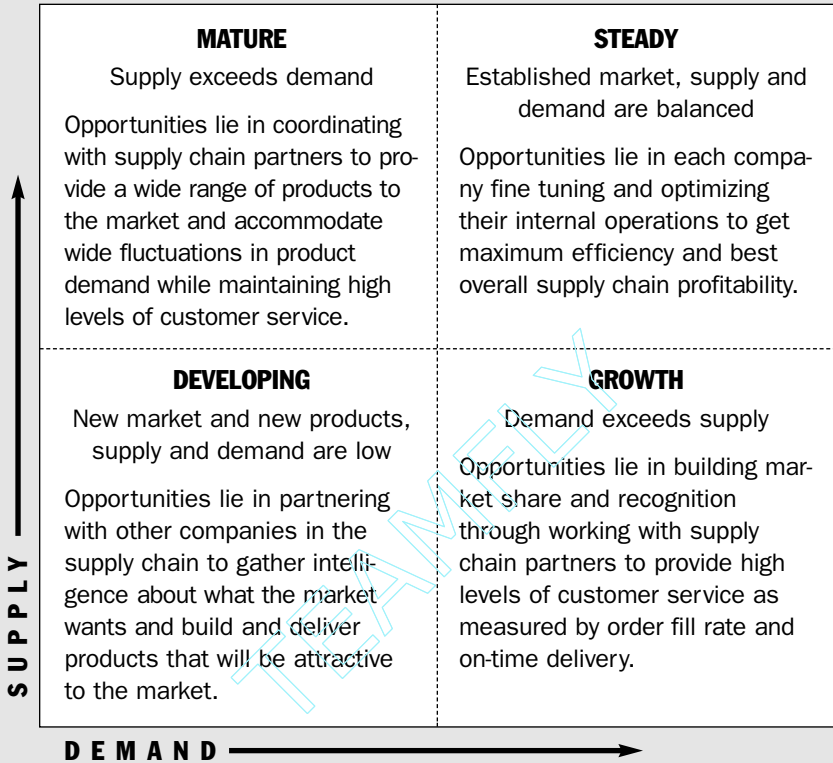 MATURE
Supply exceeds demand
Opportunities lie in coordinating
with supply chain partners to pro-
vide a wide range of products to
the market and accommodate
wide fluctuations in product
demand while maintaining high
levels of customer service.
STEADY
Established market, supply and
demand are balanced
Opportunities lie in each compa-
ny fine tuning and optimizing
their internal operations to get
maximum efficiency and best
overall supply chain profitability.
DEVELOPING
New market and new products,
supply and demand are low
Opportunities lie in partnering
with other companies in the
supply chain to gather intelli-
gence about what the market
wants and build and deliver
products that will be attractive
to the market.
GROWTH
Demand exceeds supply
Opportunities lie in building mar-
ket share and recognition
through working with supply
chain partners to provide high
levels of customer service as
measured by order fill rate and
on-time delivery.
SUPPLY
DEMAND
TEAMFLY